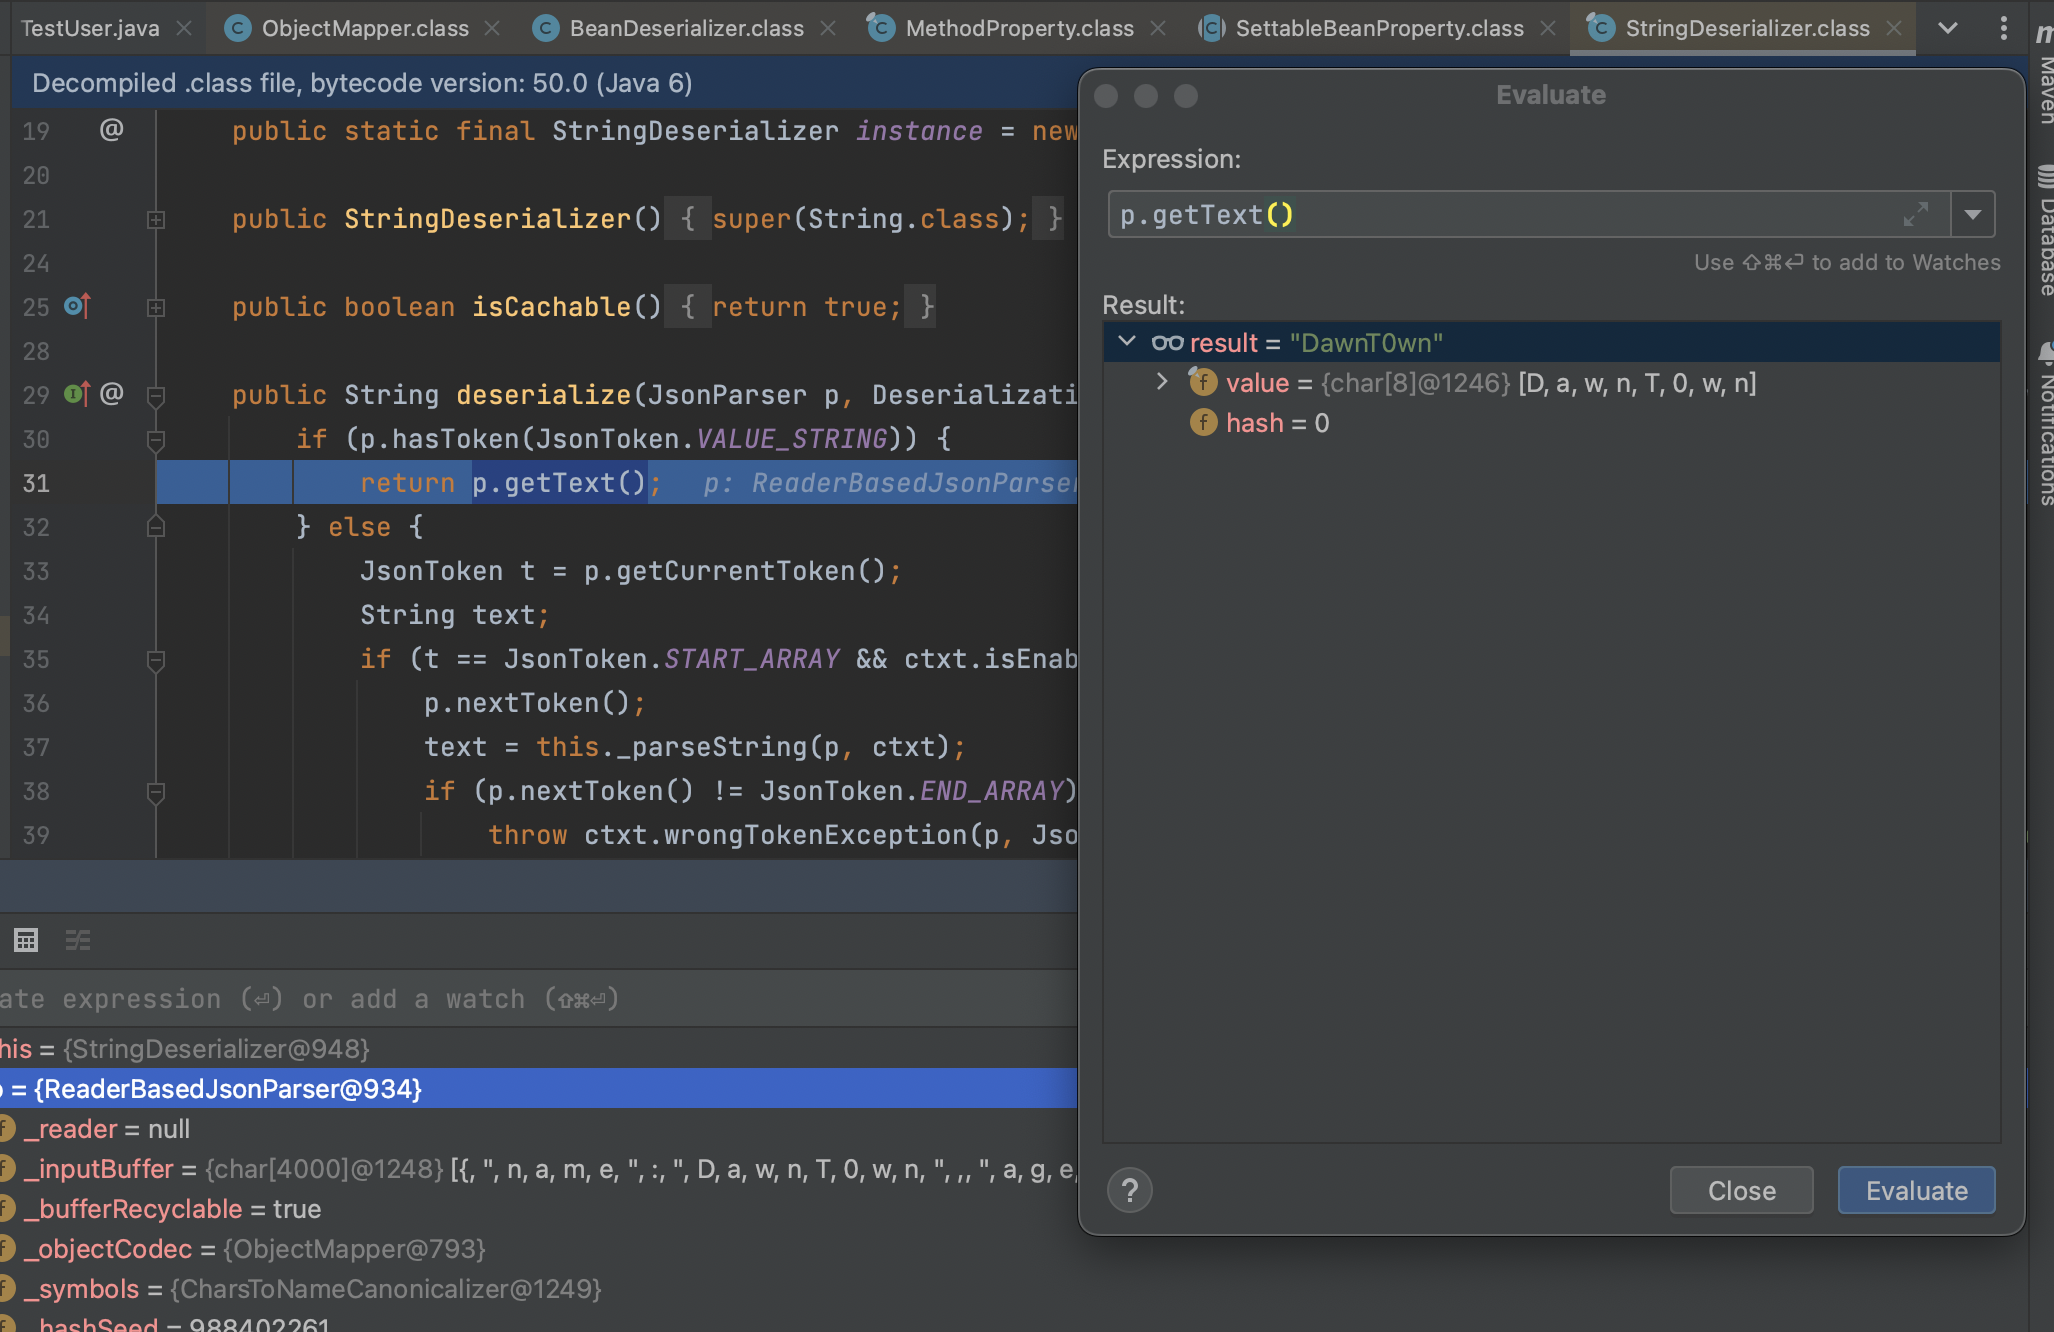 TestUser.java
ObjectMapper.class
BeanDeserializer.class
MethodProperty.class
SettableBeanProperty.class
StringDeserializer.class
Decompiled .class file, bytecode version: 50.0 (Java 6)
19 @ public static final StringDeserializer instance = new
20
21 public StringDeserializer() { super(String.class); }
24
25 public boolean isCachable() { return true; }
28
29 @ public String deserialize(JsonParser p, Deserializati
30 if (p.hasToken(JsonToken.VALUE_STRING)) {
31 return p.getText(); p: ReaderBasedJsonParser
32 } else {
33 JsonToken t = p.getCurrentToken();
34 String text;
35 if (t == JsonToken.START_ARRAY && ctxt.isEnab
36 p.nextToken();
37 text = this._parseString(p, ctxt);
38 if (p.nextToken() != JsonToken.END_ARRAY)
39 throw ctxt.wrongTokenException(p, Jso
ate expression (⏎) or add a watch (⇧⌘⏎)
his = {StringDeserializer@948}
= {ReaderBasedJsonParser@934}
_reader = null
_inputBuffer = {char[4000]@1248} [{, ", n, a, m, e, ", :, ", D, a, w, n, T, 0, w, n, ", ,, ", a, g, e,
_bufferRecyclable = true
_objectCodec = {ObjectMapper@793}
_symbols = {CharsToNameCanonicalizer@1249}
_hashSeed = 988402261
Evaluate
Expression:
p.getText()
Use ⇧⌘⏎ to add to Watches
Result:
result = "DawnT0wn"
value = {char[8]@1246} [D, a, w, n, T, 0, w, n]
hash = 0
?
Close
Evaluate
Maven
Database
Notifications